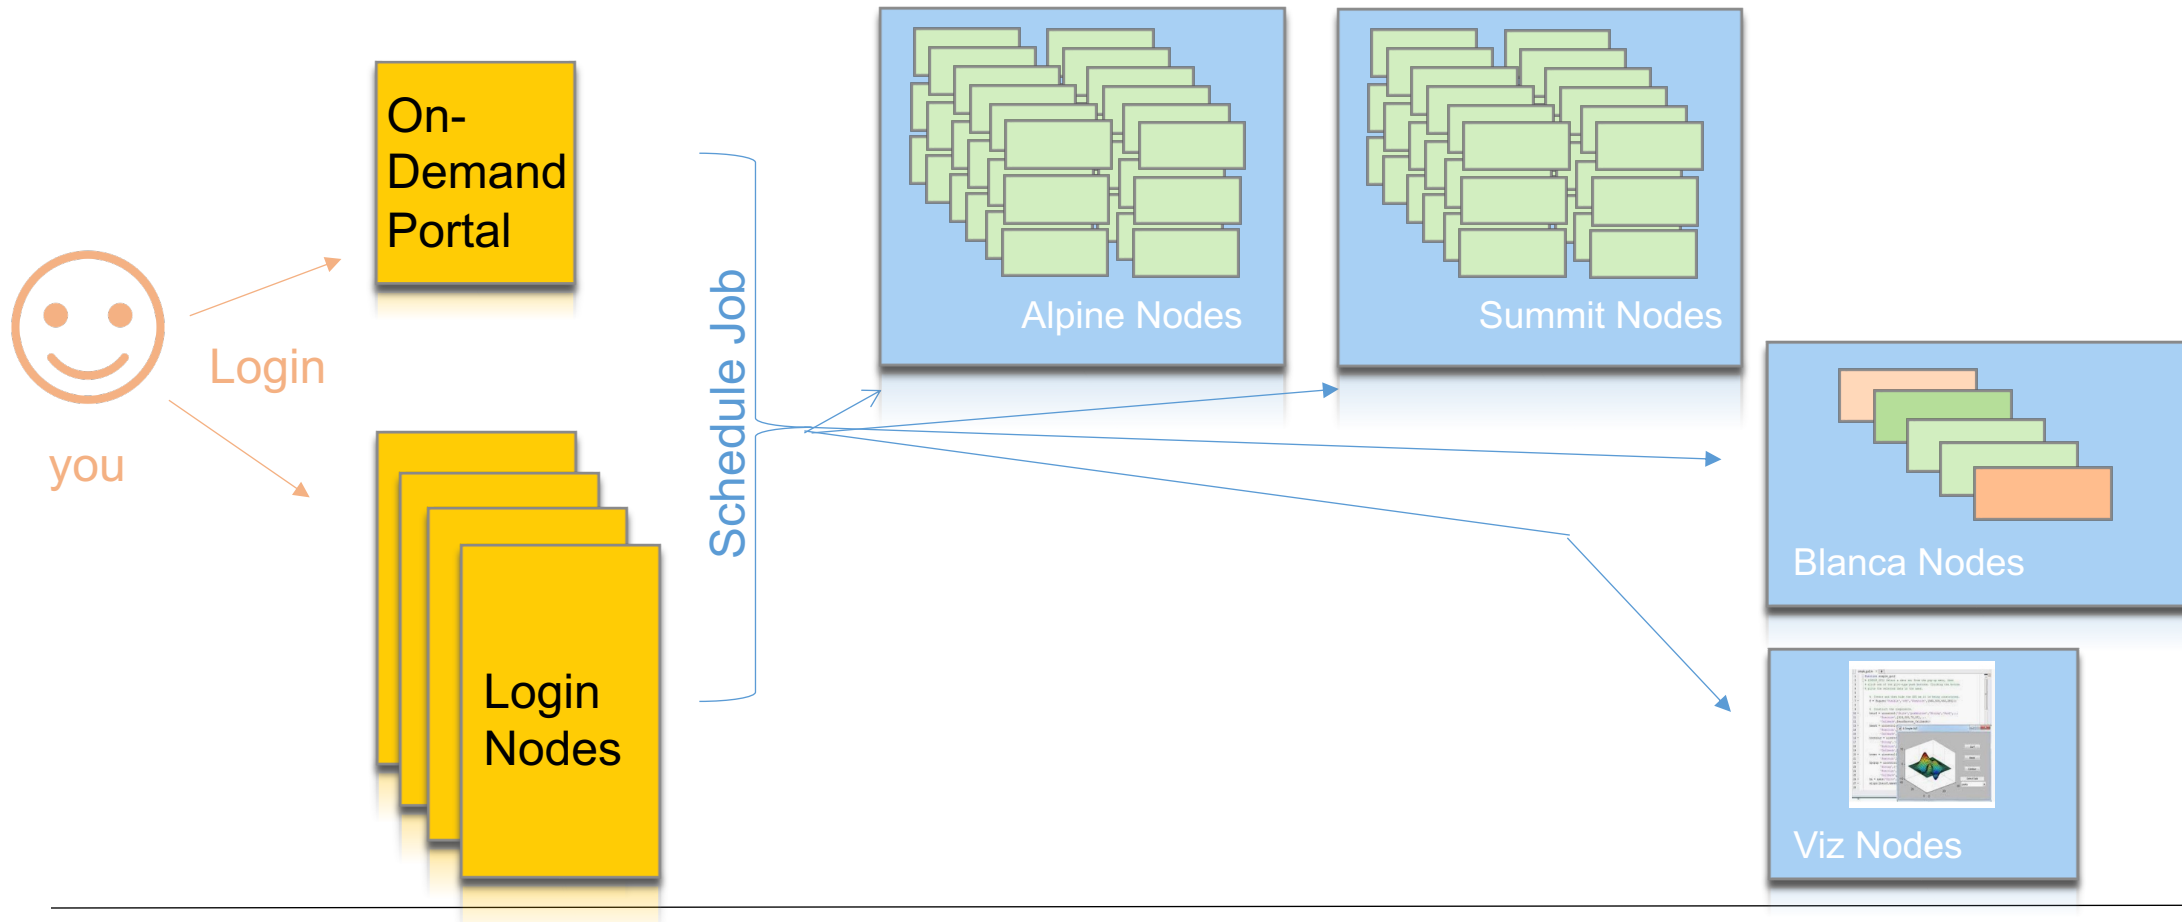 On-
Demand
Portal
Login
you
Login
Nodes
Schedule Job
Alpine Nodes
Summit Nodes
Blanca Nodes
Viz Nodes